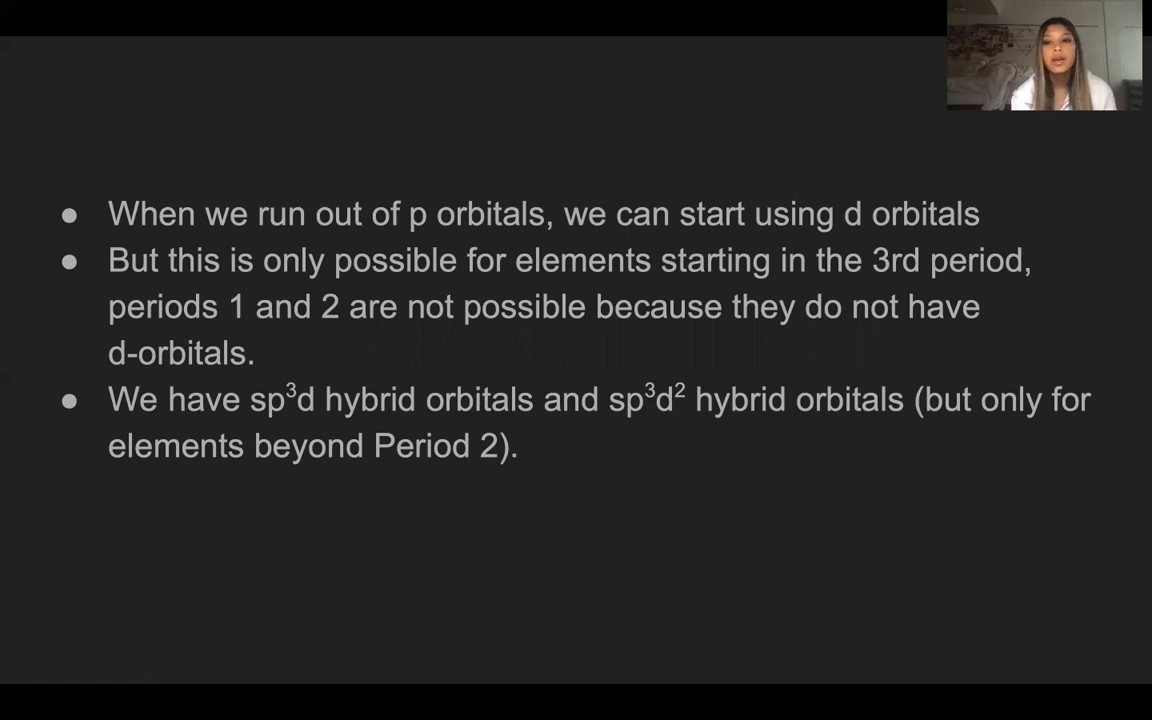 ● When we run out of p orbitals, we can start using d orbitals
● But this is only possible for elements starting in the 3rd period,
periods 1 and 2 are not possible because they do not have
d-orbitals.
● We have sp³d hybrid orbitals and sp³d² hybrid orbitals (but only for
elements beyond Period 2).